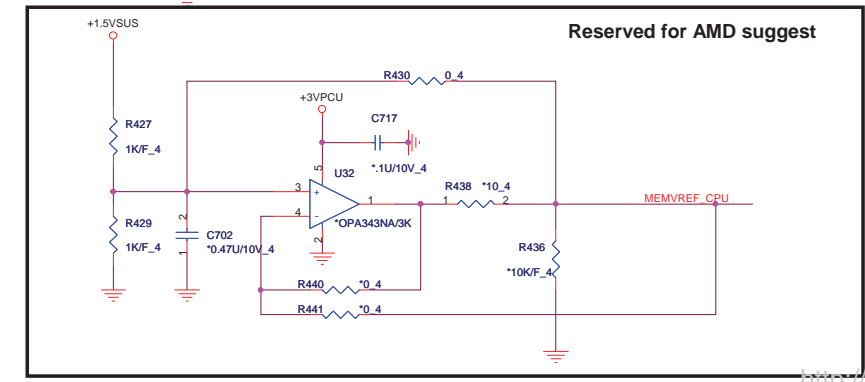 +1.5VSUS
Reserved for AMD suggest
R430 0_4
+3VPCU
C717
R427
1K/F_4
5
*.1U/10V_4
U32
R438 *10_4
3
+
1
1
2
MEMVREF_CPU
4
-
R429
1K/F_4
2
C702
*0.47U/10V_4
1
*OPA343NA/3K
2
R436
*10K/F_4
R440 *0_4
R441 *0_4
http://